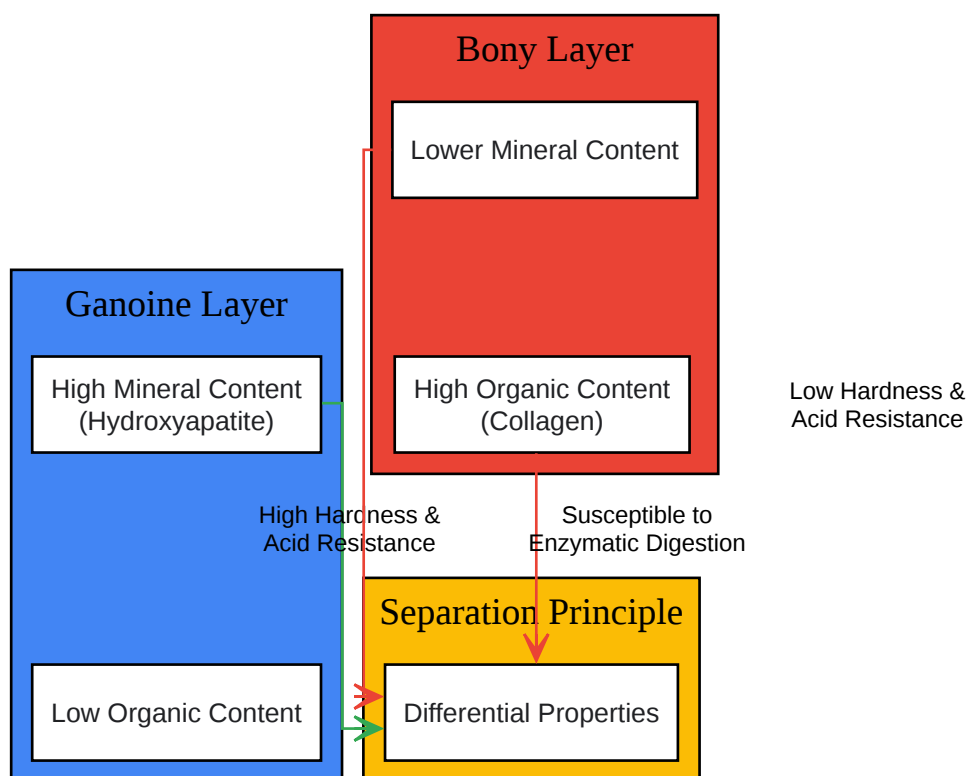 Bony Layer
Lower Mineral Content
Ganoine Layer
High Mineral Content
(Hydroxyapatite)
High Organic Content
(Collagen)
Low Hardness &
Acid Resistance
High Hardness &
Acid Resistance
Susceptible to
Enzymatic Digestion
Separation Principle
Low Organic Content
Differential Properties